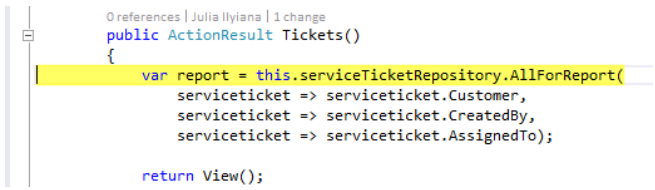 0 references | Julia Ilyiana | 1 change
public ActionResult Tickets()
{
var report = this.serviceTicketRepository.AllForReport(
serviceticket => serviceticket.Customer,
serviceticket => serviceticket.CreatedBy,
serviceticket => serviceticket.AssignedTo);
return View();